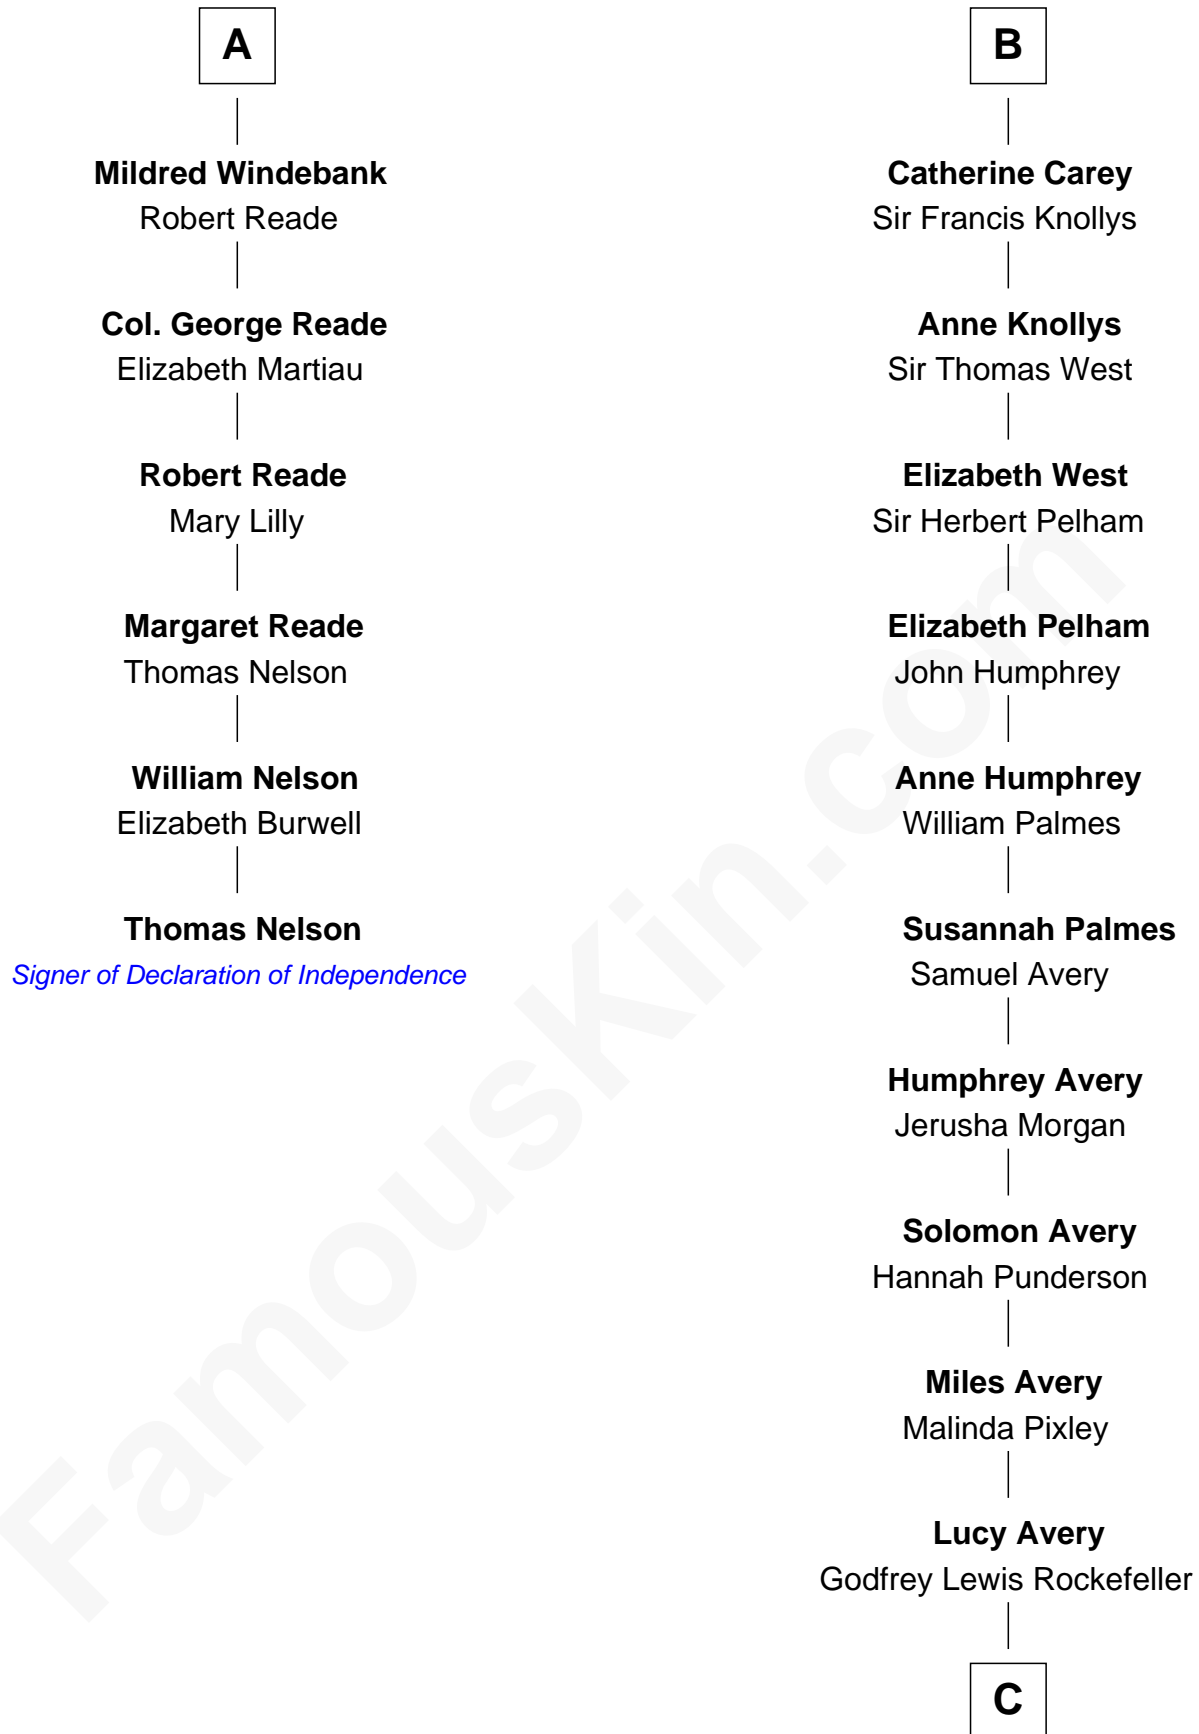 A
Mildred Windebank
Robert Reade
Col. George Reade
Elizabeth Martiau
Robert Reade
Mary Lilly
Margaret Reade
Thomas Nelson
William Nelson
Elizabeth Burwell
Thomas Nelson
Signer of Declaration of Independence
B
Catherine Carey
Sir Francis Knollys
Anne Knollys
Sir Thomas West
Elizabeth West
Sir Herbert Pelham
Elizabeth Pelham
John Humphrey
Anne Humphrey
William Palmes
Susannah Palmes
Samuel Avery
Humphrey Avery
Jerusha Morgan
Solomon Avery
Hannah Punderson
Miles Avery
Malinda Pixley
Lucy Avery
Godfrey Lewis Rockefeller
C
FamousKin.com